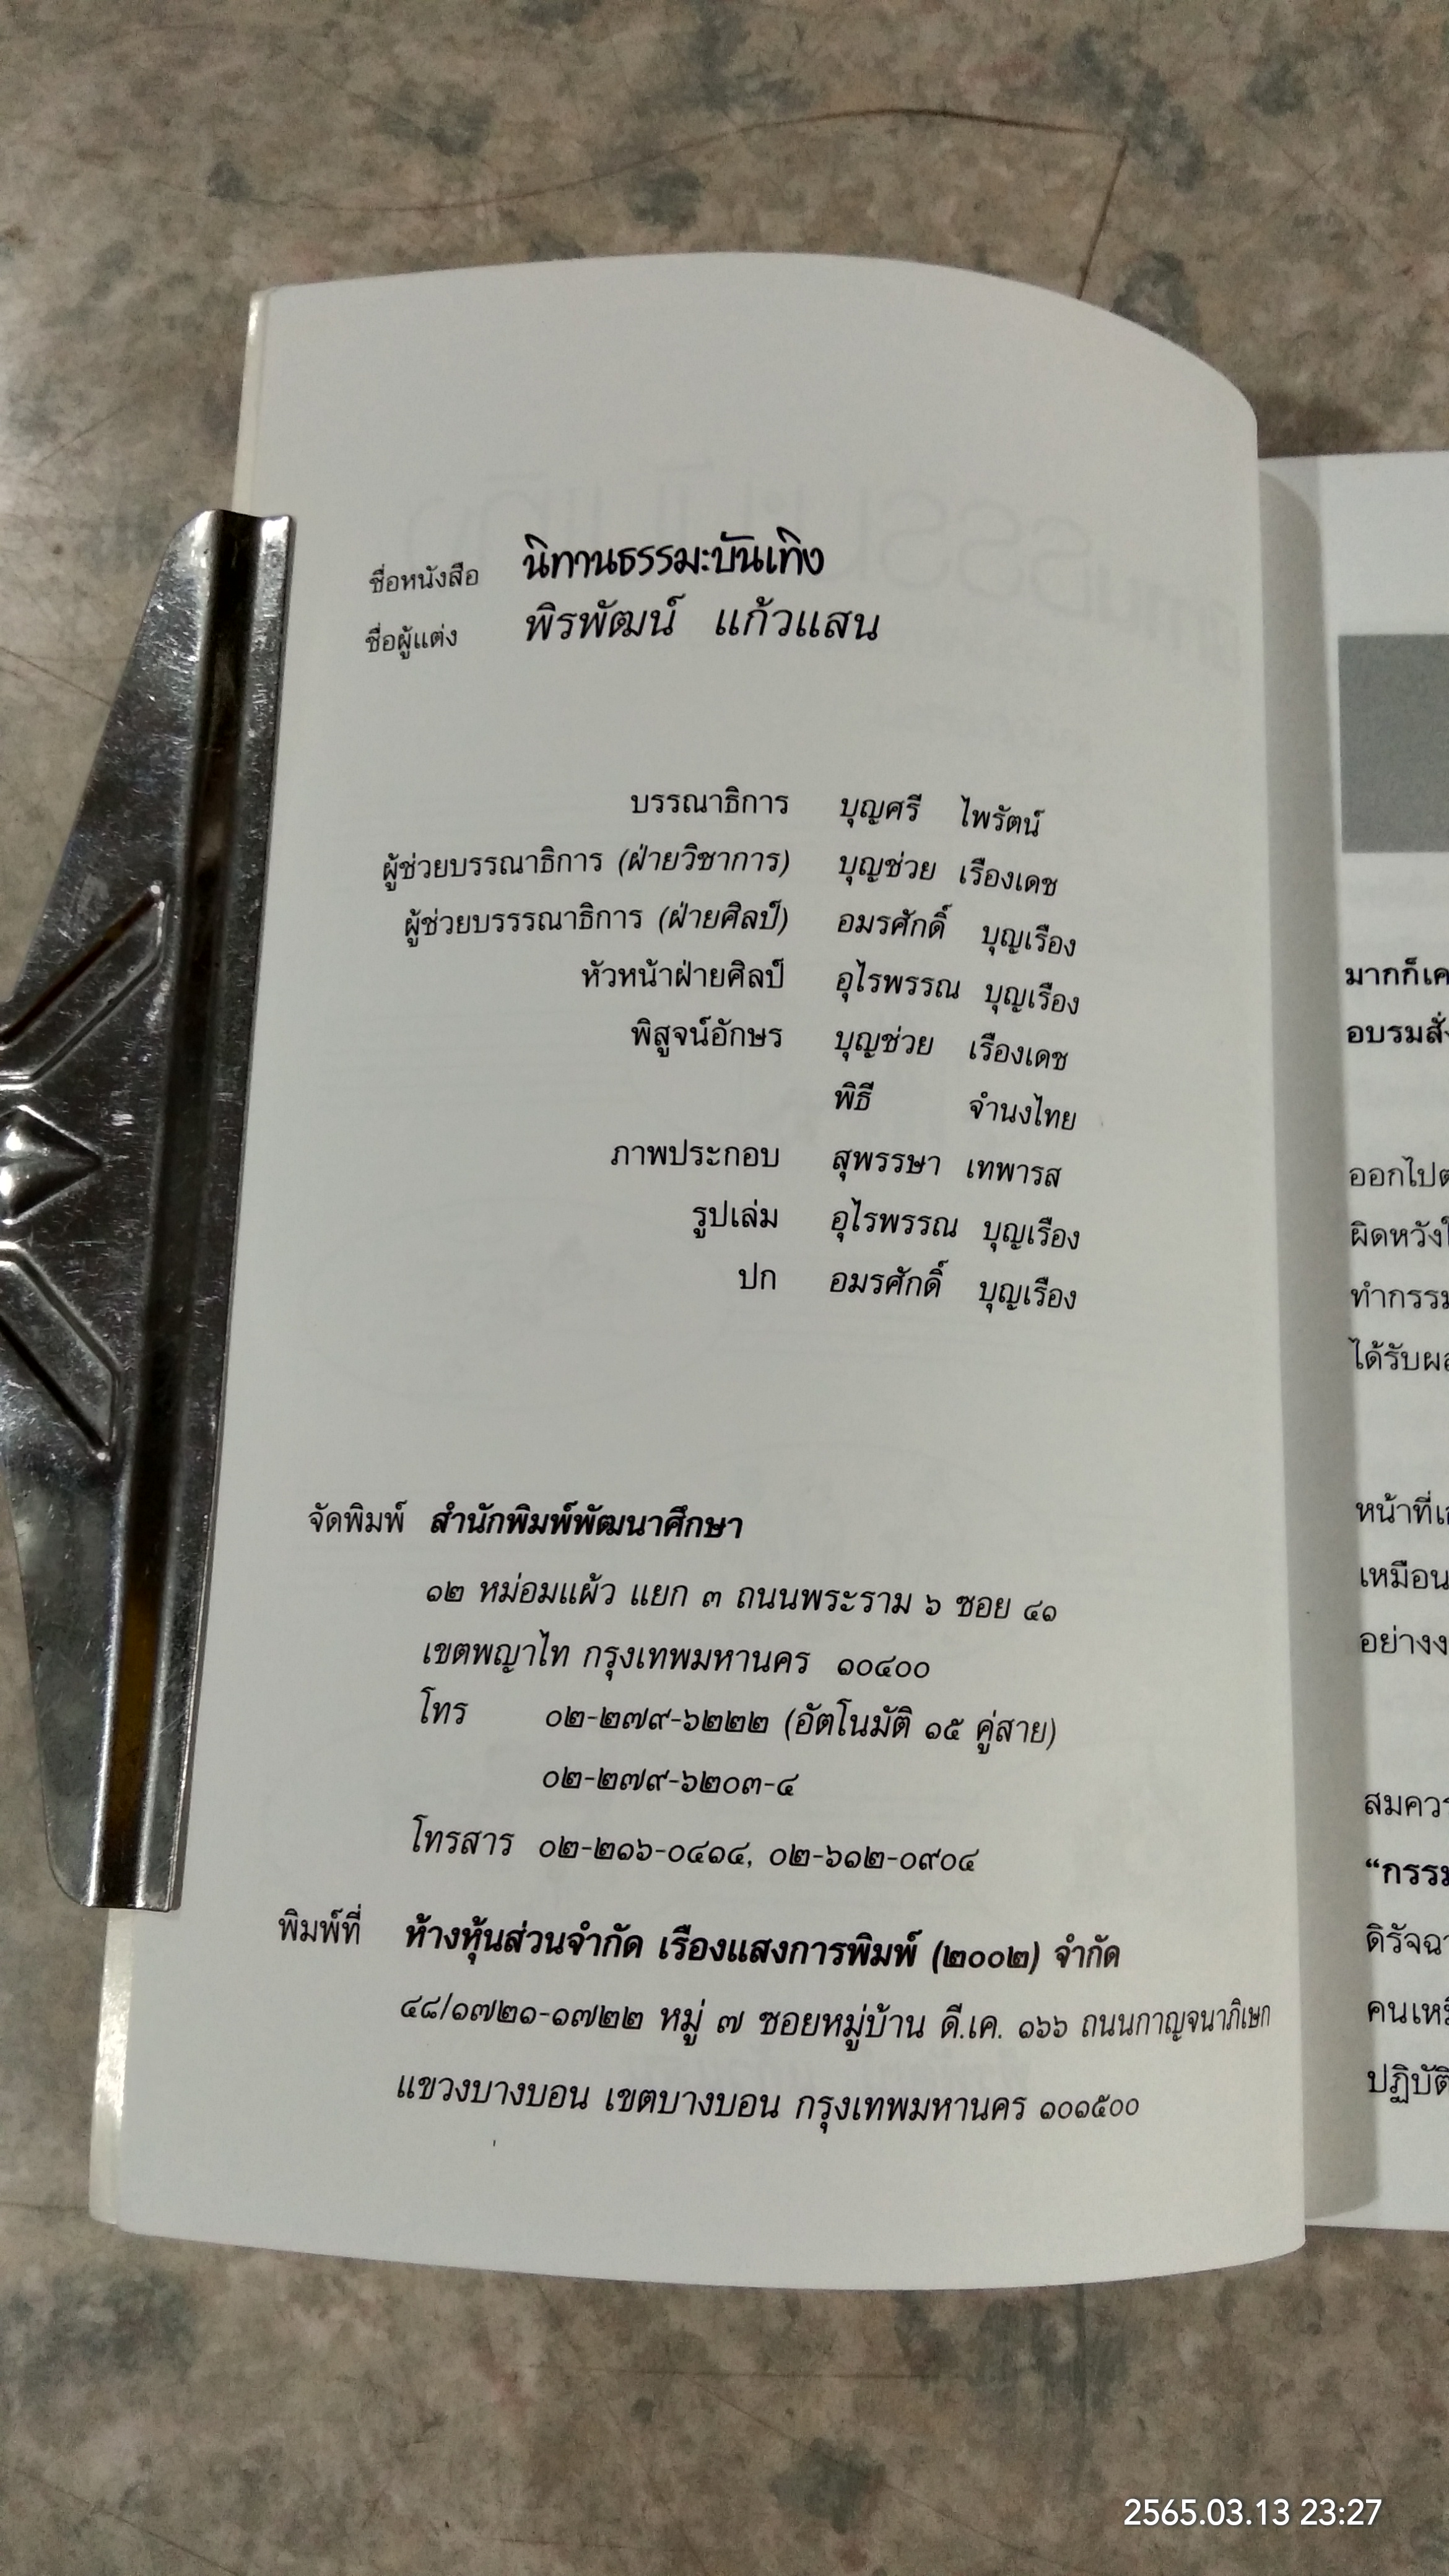 ชื่อหนังสือ นิทานธรรมะบันเทิง
ชื่อผู้แต่ง พิรพัฒน์ แก้วแสน
บรรณาธิการ บุญศรี ไพรัตน์
ผู้ช่วยบรรณาธิการ (ฝ่ายวิชาการ) บุญช่วย เรืองเดช
ผู้ช่วยบรรรณาธิการ (ฝ่ายศิลป์) อมรศักดิ์ บุญเรือง
หัวหน้าฝ่ายศิลป์ อุไรพรรณ บุญเรือง
พิสูจน์อักษร บุญช่วย เรืองเดช
พิธี จำนงไทย
ภาพประกอบ สุพรรษา เทพารส
รูปเล่ม อุไรพรรณ บุญเรือง
ปก อมรศักดิ์ บุญเรือง
จัดพิมพ์ สำนักพิมพ์พัฒนาศึกษา
๑๒ หม่อมแผ้ว แยก ๓ ถนนพระราม ๖ ซอย ๔๑
เขตพญาไท กรุงเทพมหานคร ๑๐๔๐๐
โทร ๐๒-๒๗๙-๖๒๒๒ (อัตโนมัติ ๑๕ คู่สาย)
๐๒-๒๗๙-๖๒๐๓-๔
โทรสาร ๐๒-๒๑๖-๐๔๑๔, ๐๒-๖๑๒-๐๙๐๔
พิมพ์ที่ ห้างหุ้นส่วนจำกัด เรืองแสงการพิมพ์ (๒๐๐๒) จำกัด
๔๘/๑๗๒๑-๑๗๒๒ หมู่ ๗ ซอยหมู่บ้าน ดี.เค. ๑๖๖ ถนนกาญจนาภิเษก
แขวงบางบอน เขตบางบอน กรุงเทพมหานคร ๑๐๑๕๐๐
มากก็เค
อบรมสั่
ออกไปต
ผิดหวัง
ทำกรรม
ได้รับผล
หน้าที่
เหมือน
อย่างง
สมควร
“กรรม
ดิรัจฉา
คนเหมื
ปฏิบัติ
2565.03.13 23:27